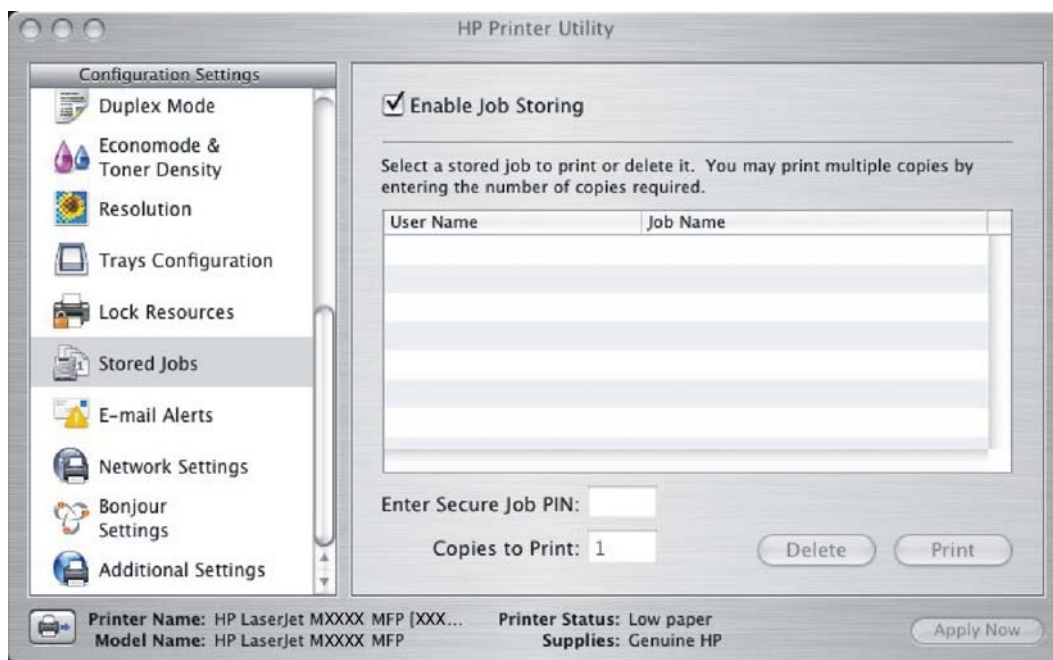 HP Printer Utility
Configuration Settings
Duplex Mode
Economode &
Toner Density
Resolution
Trays Configuration
Lock Resources
Stored Jobs
E-mail Alerts
Network Settings
Bonjour
Settings
Additional Settings
Enable Job Storing
Select a stored job to print or delete it. You may print multiple copies by
entering the number of copies required.
User Name Job Name
Enter Secure Job PIN:
Copies to Print: 1
Delete Print
Printer Name: HP LaserJet MXXXX MFP [XXX... Printer Status: Low paper
Model Name: HP LaserJet MXXXX MFP Supplies: Genuine HP
Apply Now